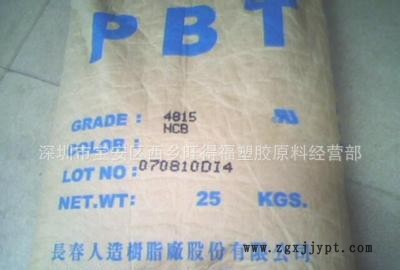 PBT
GRADE: 4815
NCB
COLOR:
深圳市宝安区西乡旺得福塑胶原料经营部
LOT NO: 070810DI4
NET.WT: 25 KGS.
長春人造樹脂廠股份有限公司
www.zgxjjypt.com